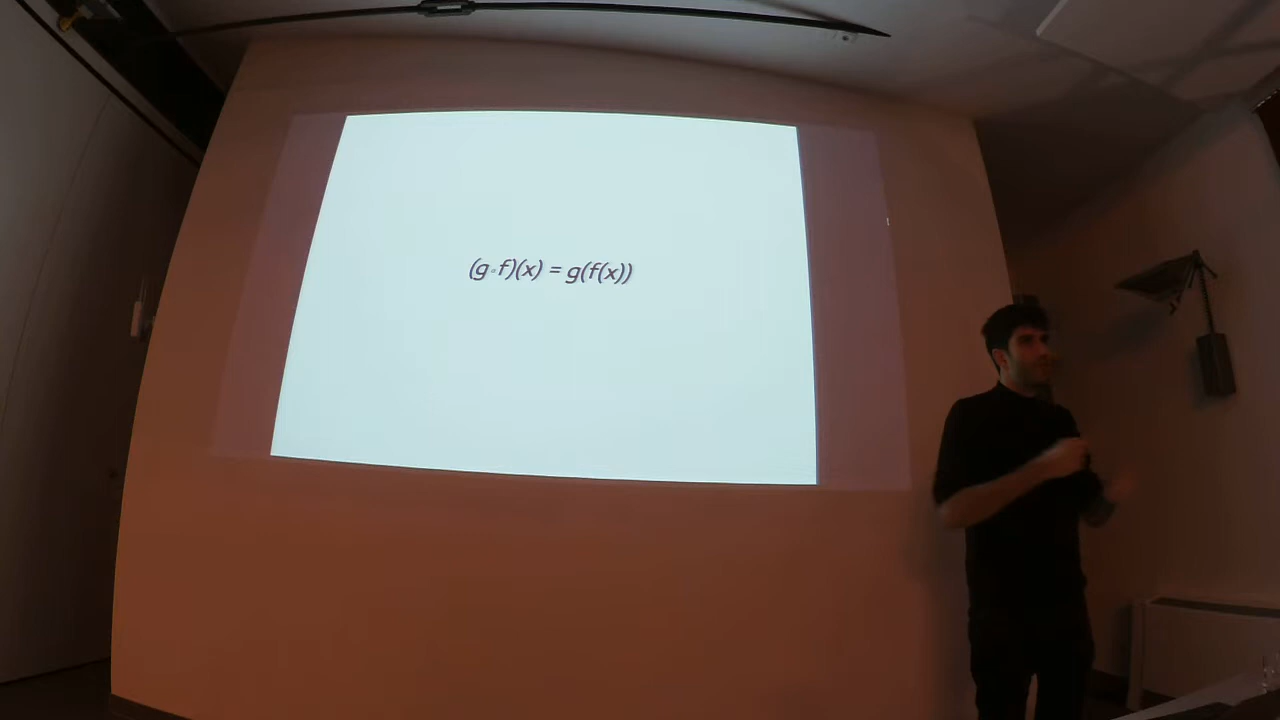 (g∘f)(x) = g(f(x))